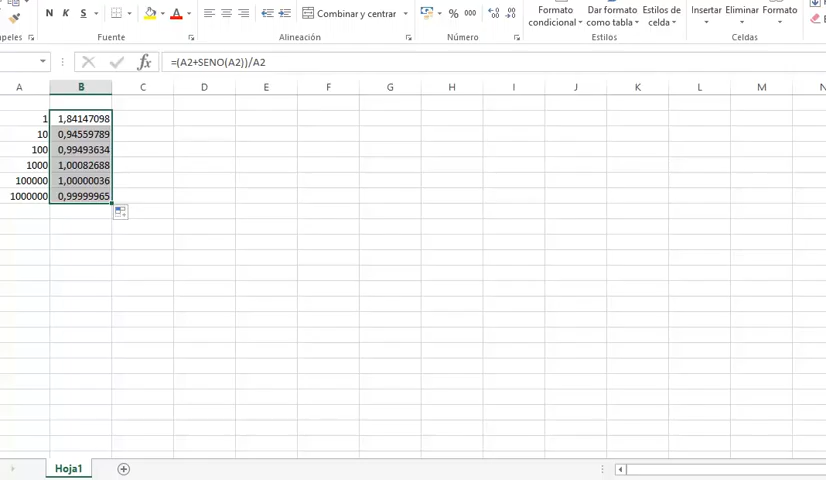 Combinar y centrar
N K S A % 000
Formato Dar formato Estilos de Insertar Eliminar Formato
condicional como tabla celda
Fuente Alineación Número Estilos Celdas
fx =(A2+SENO(A2))/A2
A B C D E F G H I J K L M N
1 1,84147098
10 0,94559789
100 0,99493634
1000 1,00082688
100000 1,00000036
1000000 0,99999965
Hoja1